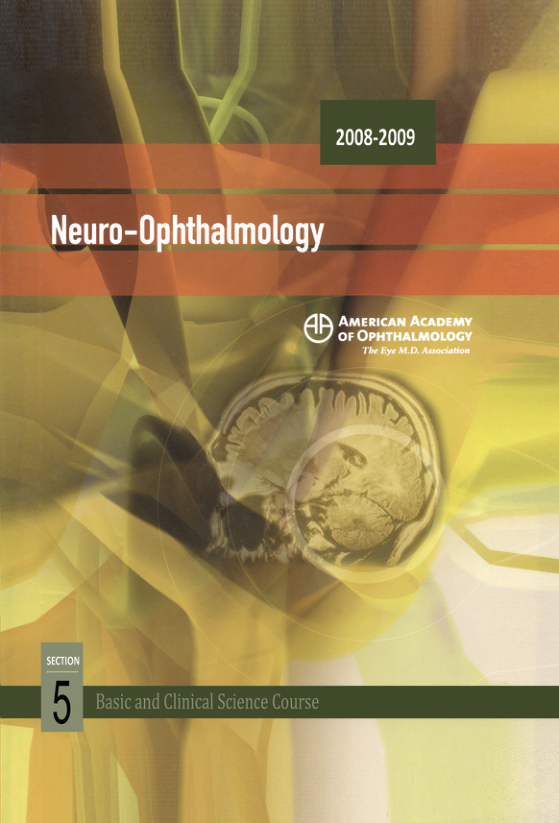 2008-2009
Neuro-Ophthalmology
AMERICAN ACADEMY
OF OPHTHALMOLOGY
The Eye M.D. Association
SECTION
5
Basic and Clinical Science Course